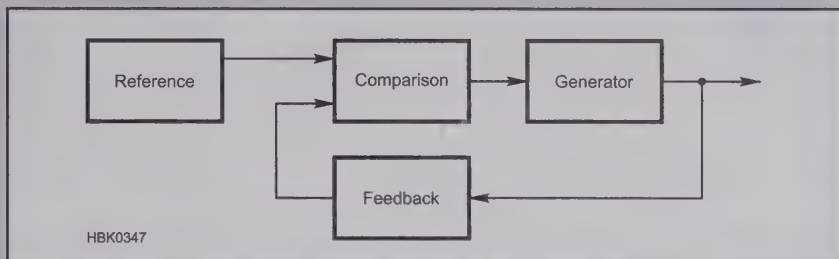 Reference
Comparison
Generator
Feedback
HBK0347